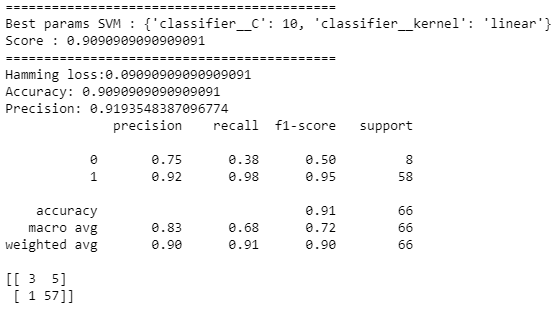 ===========================================
Best params SVM : {'classifier__C': 10, 'classifier__kernel': 'linear'}
Score : 0.9090909090909091
===========================================
Hamming loss:0.09090909090909091
Accuracy: 0.9090909090909091
Precision: 0.9193548387096774
precision recall f1-score support
0 0.75 0.38 0.50 8
1 0.92 0.98 0.95 58
accuracy 0.91 66
macro avg 0.83 0.68 0.72 66
weighted avg 0.90 0.91 0.90 66
[[ 3 5]
[ 1 57]]